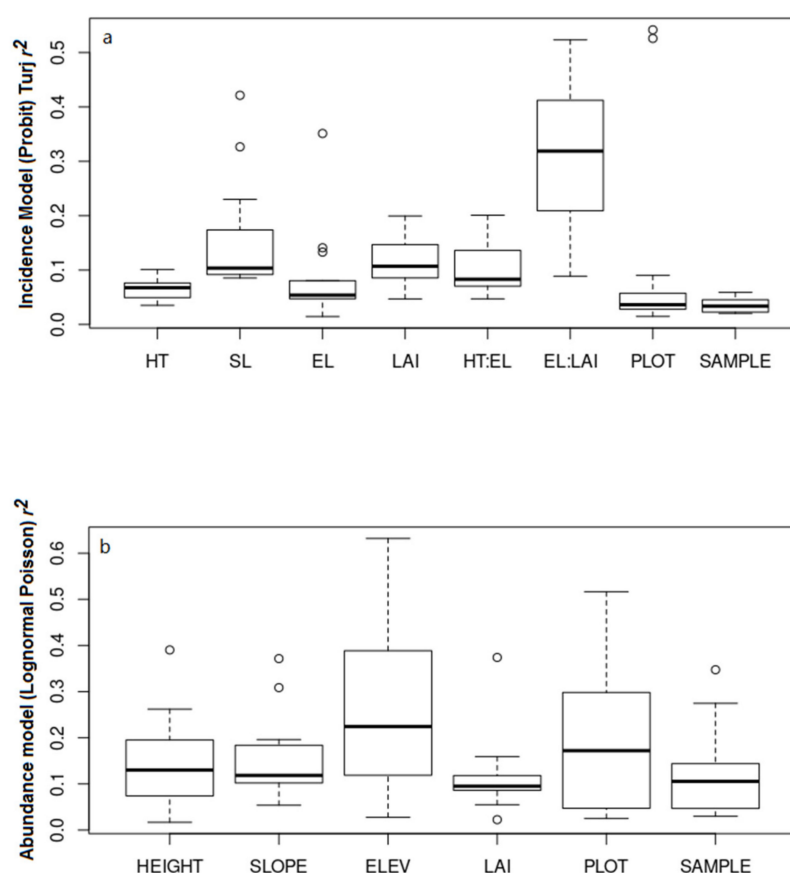 a
Incidence Model (Probit) Turj r²
0.5
0.4
0.3
0.2
0.1
0.0
HT SL EL LAI HT:EL EL:LAI PLOT SAMPLE
b
Abundance model (Lognormal Poisson) r²
0.6
0.5
0.4
0.3
0.2
0.1
0.0
HEIGHT SLOPE ELEV LAI PLOT SAMPLE